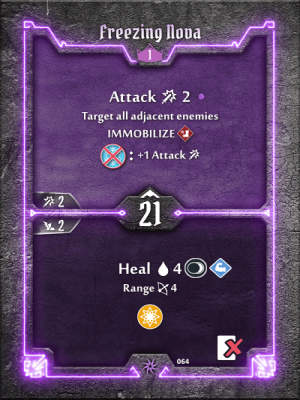 Freezing Nova
1
Attack 2
Target all adjacent enemies
IMMOBILIZE
: +1 Attack
2
21
2
Heal 4
Range 4
064